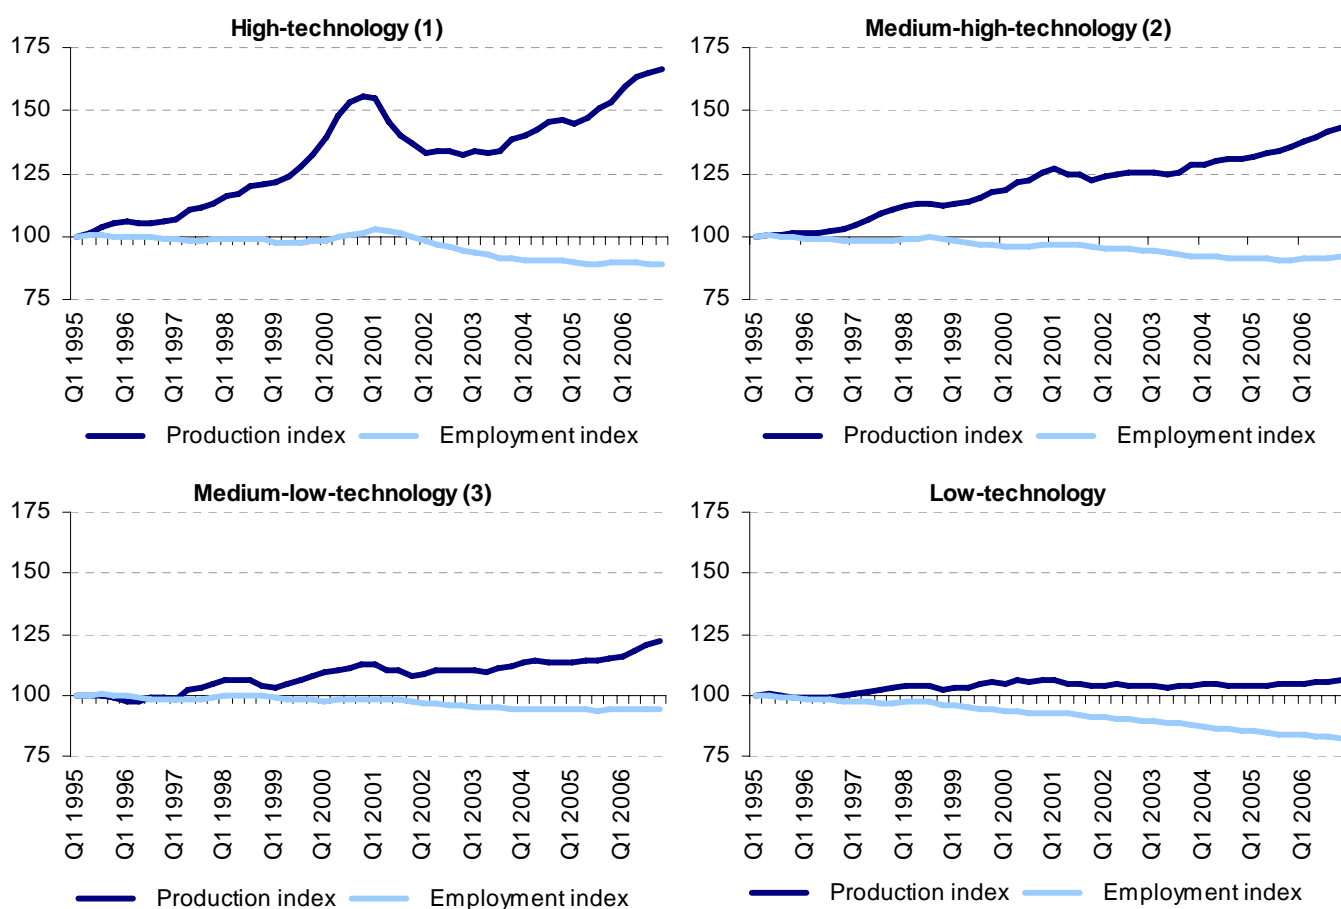 High-technology (1)
175
150
125
100
75
Q1 1995
Q1 1996
Q1 1997
Q1 1998
Q1 1999
Q1 2000
Q1 2001
Q1 2002
Q1 2003
Q1 2004
Q1 2005
Q1 2006
Production index
Employment index
Medium-high-technology (2)
175
150
125
100
75
Q1 1995
Q1 1996
Q1 1997
Q1 1998
Q1 1999
Q1 2000
Q1 2001
Q1 2002
Q1 2003
Q1 2004
Q1 2005
Q1 2006
Production index
Employment index
Medium-low-technology (3)
175
150
125
100
75
Q1 1995
Q1 1996
Q1 1997
Q1 1998
Q1 1999
Q1 2000
Q1 2001
Q1 2002
Q1 2003
Q1 2004
Q1 2005
Q1 2006
Production index
Employment index
Low-technology
175
150
125
100
75
Q1 1995
Q1 1996
Q1 1997
Q1 1998
Q1 1999
Q1 2000
Q1 2001
Q1 2002
Q1 2003
Q1 2004
Q1 2005
Q1 2006
Production index
Employment index